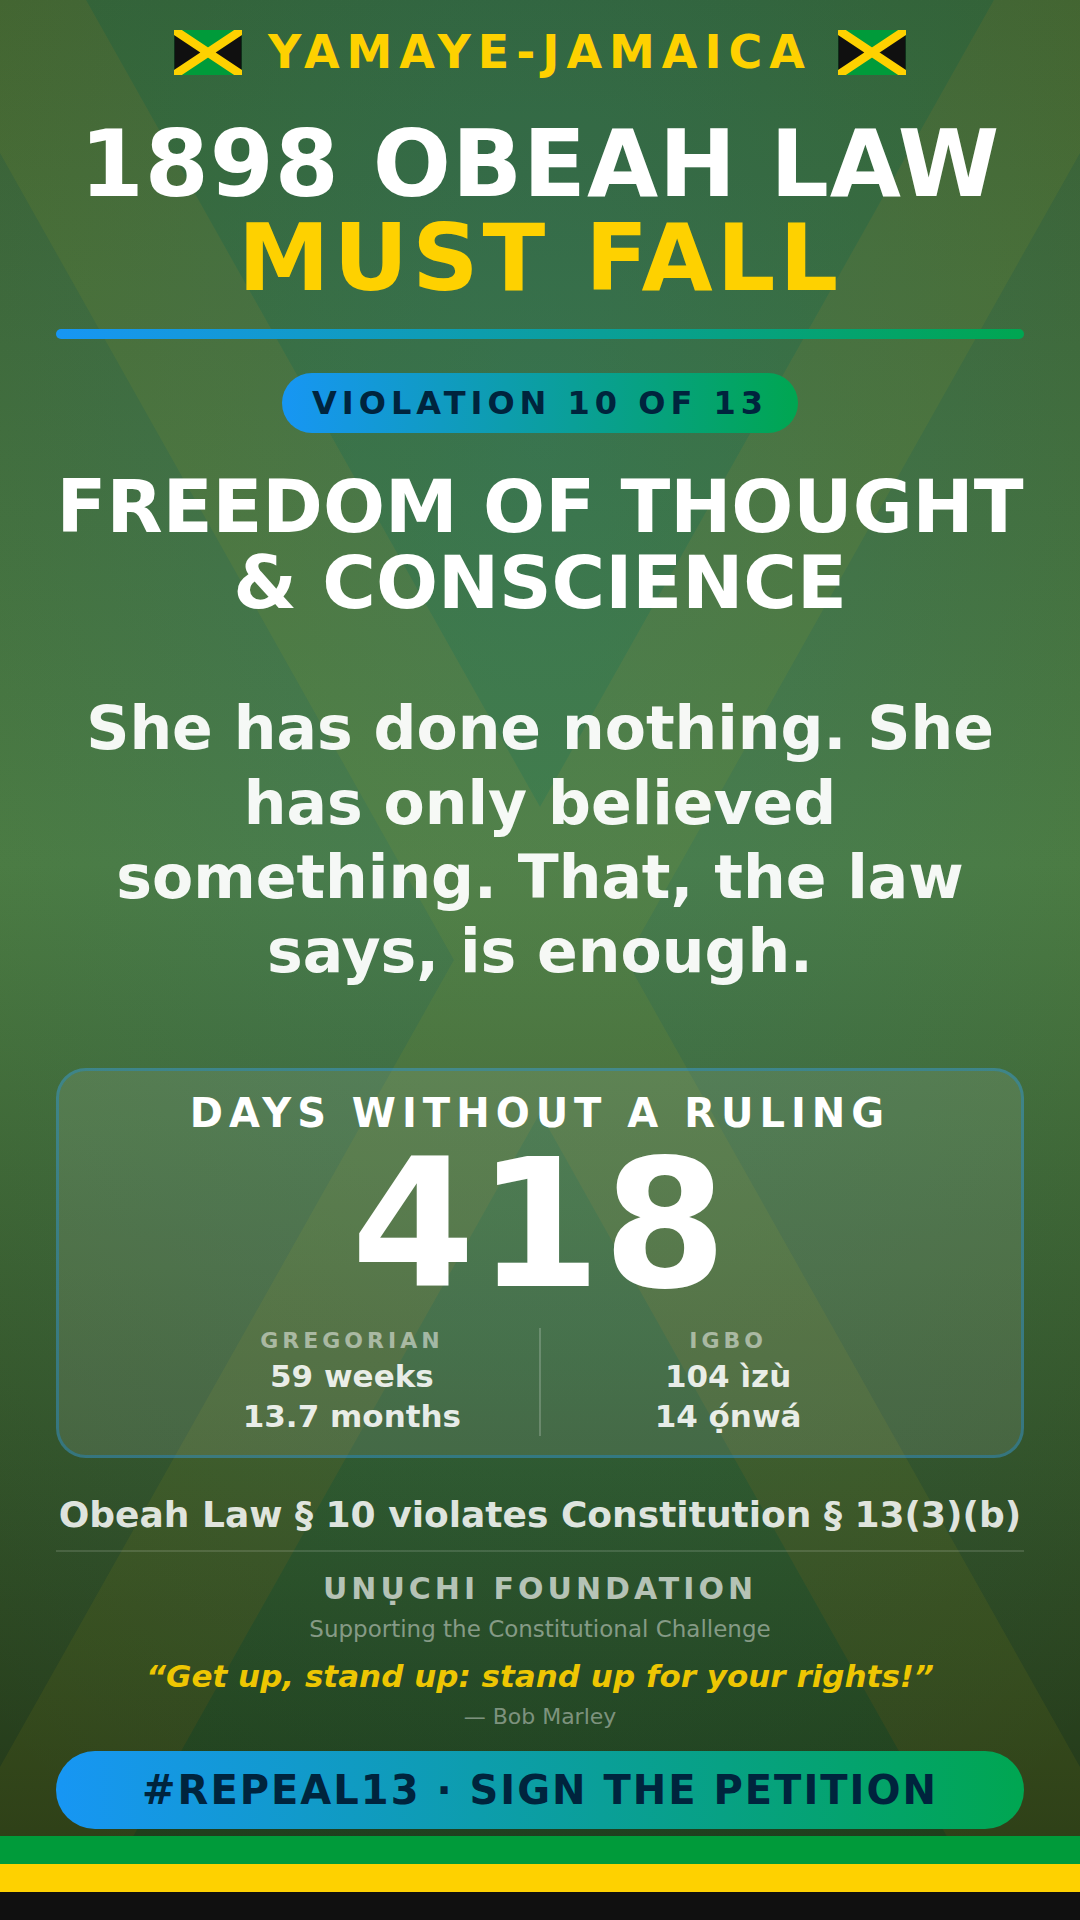 YAMAYE-JAMAICA
1898 OBEAH LAW
MUST FALL
VIOLATION 10 OF 13
FREEDOM OF THOUGHT
& CONSCIENCE
She has done nothing. She
has only believed
something. That, the law
says, is enough.
DAYS WITHOUT A RULING
418
GREGORIAN
59 weeks
13.7 months
IGBO
104 ìzù
14 ọ́nwá
Obeah Law § 10 violates Constitution § 13(3)(b)
UNỤCHI FOUNDATION
Supporting the Constitutional Challenge
“Get up, stand up: stand up for your rights!”
— Bob Marley
#REPEAL13 · SIGN THE PETITION